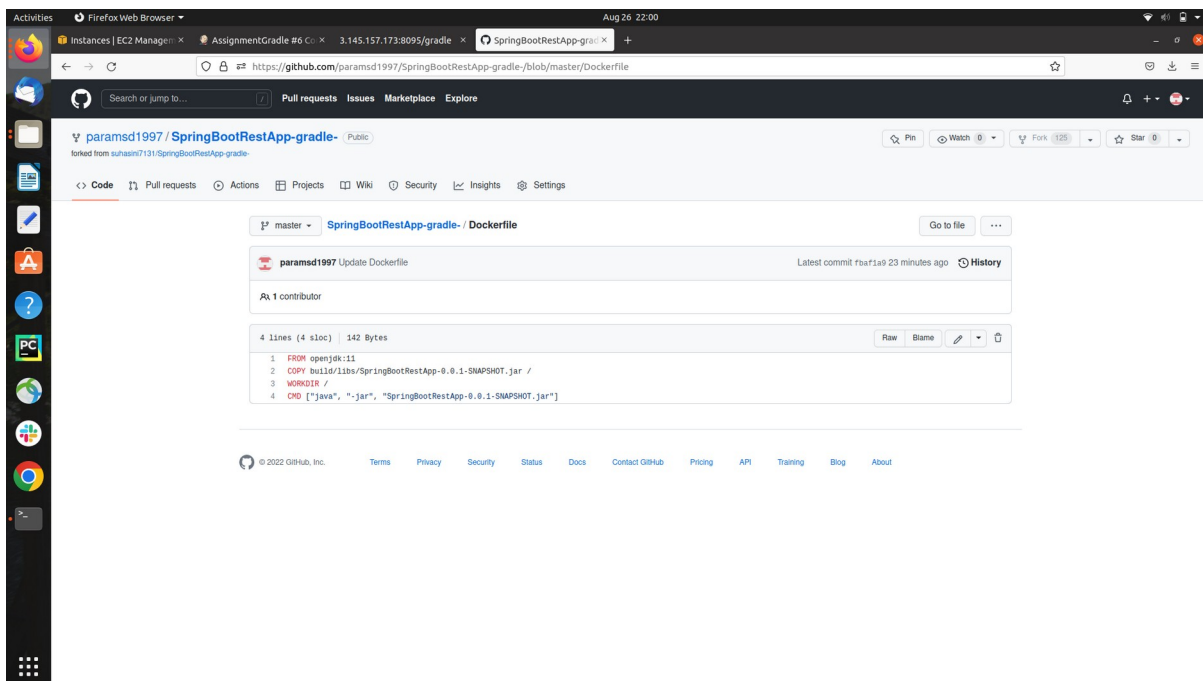 Activities Firefox Web Browser Aug 26 22:00
Instances | EC2 Managem AssignmentGradle #6 Co 3.145.157.173:8095/gradle SpringBootRestApp-grad
https://github.com/paramsd1997/SpringBootRestApp-gradle-/blob/master/Dockerfile
Search or jump to... / Pull requests Issues Marketplace Explore
paramsd1997 / SpringBootRestApp-gradle- Public Pin Watch 0 Fork 125 Star 0
forked from suhasini7131/SpringBootRestApp-gradle-
<> Code Pull requests Actions Projects Wiki Security Insights Settings
master SpringBootRestApp-gradle- / Dockerfile Go to file ...
paramsd1997 Update Dockerfile Latest commit fbaf1a9 23 minutes ago History
1 contributor
4 lines (4 sloc) 142 Bytes Raw Blame
1 FROM openjdk:11
2 COPY build/libs/SpringBootRestApp-0.0.1-SNAPSHOT.jar /
3 WORKDIR /
4 CMD ["java", "-jar", "SpringBootRestApp-0.0.1-SNAPSHOT.jar"]
© 2022 GitHub, Inc. Terms Privacy Security Status Docs Contact GitHub Pricing API Training Blog About
PC